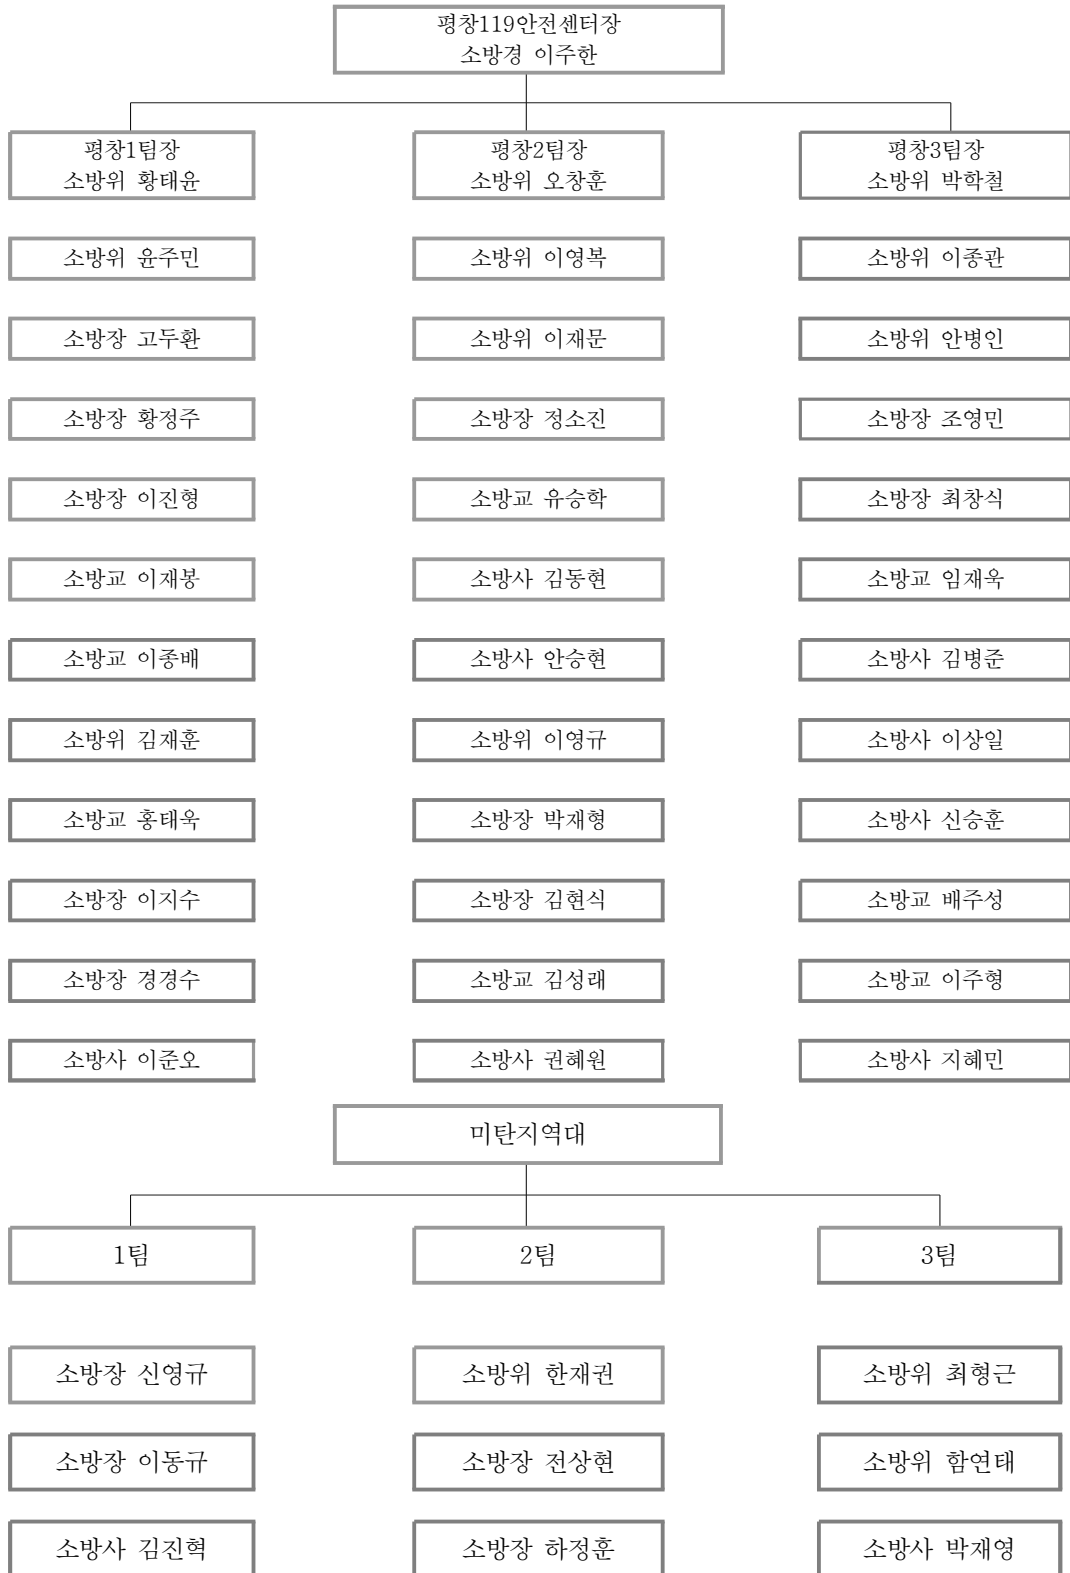 평창119안전센터장
소방경 이주한
평창1팀장
소방위 황태윤
평창2팀장
소방위 오창훈
평창3팀장
소방위 박학철
소방위 윤주민
소방위 이영복
소방위 이종관
소방장 고두환
소방위 이재문
소방위 안병인
소방장 황정주
소방장 정소진
소방장 조영민
소방장 이진형
소방교 유승학
소방장 최창식
소방교 이재봉
소방사 김동현
소방교 임재욱
소방교 이종배
소방사 안승현
소방사 김병준
소방위 김재훈
소방위 이영규
소방사 이상일
소방교 홍태욱
소방장 박재형
소방사 신승훈
소방장 이지수
소방장 김현식
소방교 배주성
소방장 경경수
소방교 김성래
소방교 이주형
소방사 이준오
소방사 권혜원
소방사 지혜민
미탄지역대
1팀
2팀
3팀
소방장 신영규
소방위 한재권
소방위 최형근
소방장 이동규
소방장 전상현
소방위 함연태
소방사 김진혁
소방장 하정훈
소방사 박재영